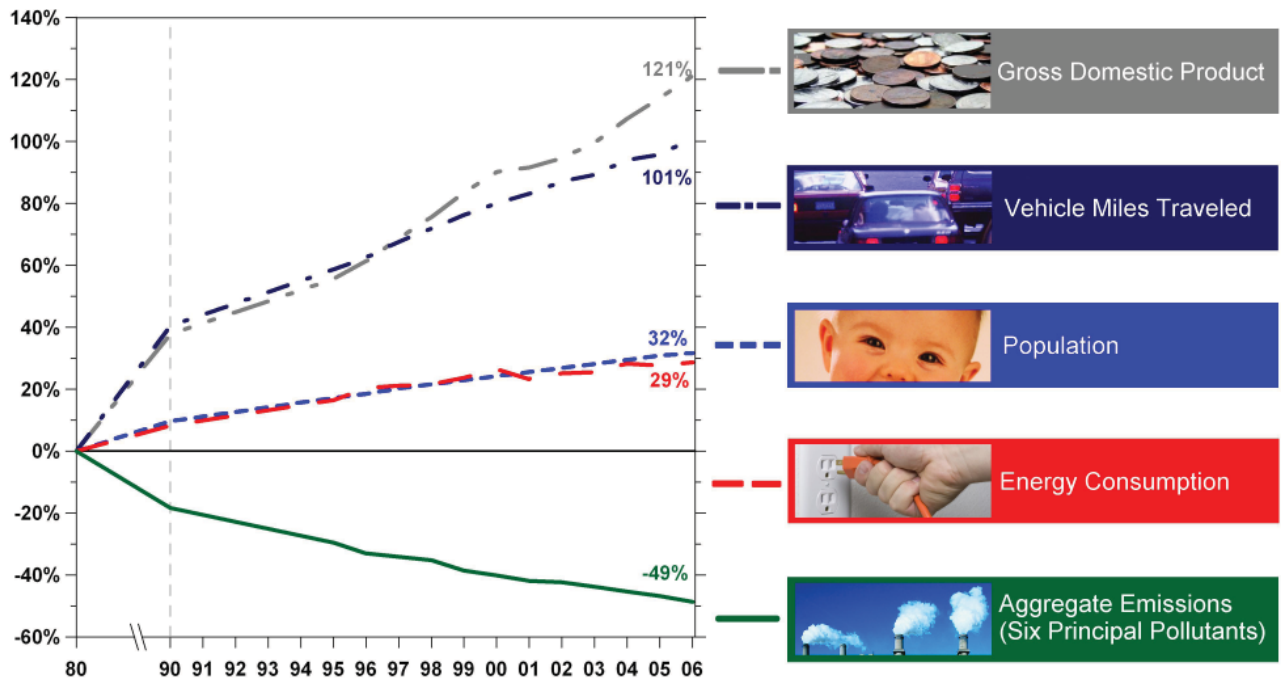 140%
120%
100%
80%
60%
40%
20%
0%
-20%
-40%
-60%
121%
101%
32%
29%
-49%
80 90 91 92 93 94 95 96 97 98 99 00 01 02 03 04 05 06
Gross Domestic Product
Vehicle Miles Traveled
Population
Energy Consumption
Aggregate Emissions
(Six Principal Pollutants)